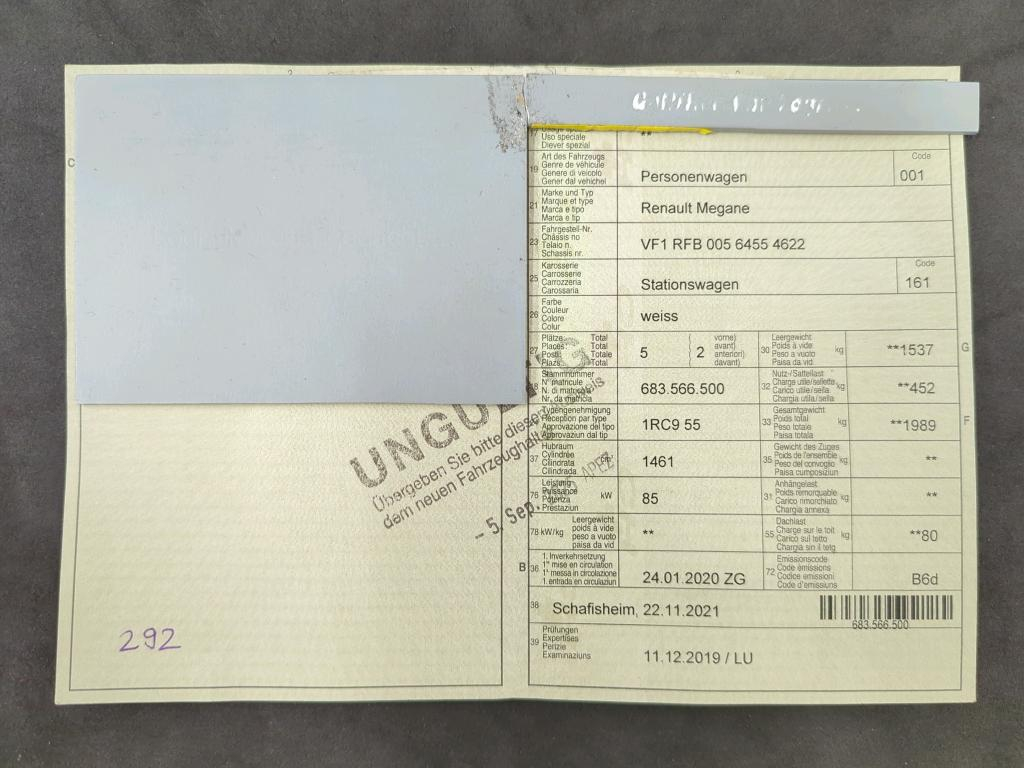 C
Uso speciale
Diever spezial
**
19 Art des Fahrzeugs
Genre de véhicule
Genere di veicolo
Gener dal vehichel
Personenwagen
Code
001
21 Marke und Typ
Marque et type
Marca e tipo
Marca e tip
Renault Megane
23 Fahrgestell-Nr.
Châssis no
Telaio n.
Schassis nr.
VF1 RFB 005 6455 4622
25 Karosserie
Carrosserie
Carrozzeria
Carossaria
Stationswagen
Code
161
26 Farbe
Couleur
Colore
Colur
weiss
27 Plätze: Total
Places: Total
Posti: Totale
Plazs: Total
5
( 2
vorne)
avant)
anteriori)
davant)
30 Leergewicht
Poids à vide
Peso a vuoto
Paisa da vid
kg
**1537
G
Stammnummer
N° matricule
N. di matricola
Nr. da matricla
683.566.500
32 Nutz-/Sattellast
Charge utile/sellette
Carico utile/sella
Chargia utila/sella
kg
**452
Typengenehmigung
Réception par type
Approvazione del tipo
Approvaziun dal tip
1RC9 55
33 Gesamtgewicht
Poids total
Peso totale
Paisa totala
kg
**1989
F
37 Hubraum
Cylindrée
Cilindrata
Cilindrada
cm³
1461
35 Gewicht des Zuges
Poids de l'ensemble
Peso del convoglio
Paisa cumposiziun
kg
**
76 Leistung
Puissance
Potenza
Prestaziun
kW
85
31 Anhängelast
Poids remorquable
Carico rimorchiato
Chargia annexa
kg
**
78 kW/kg
Leergewicht
poids à vide
peso a vuoto
paisa da vid
**
55 Dachlast
Charge sur le toit
Carico sul tetto
Chargia sin il tetg
kg
**80
B 36 1. Inverkehrsetzung
1re mise en circulation
1a messa in circolazione
1. entrada en circulaziun
24.01.2020 ZG
72 Emissionscode
Code émissions
Codice emissioni
Code d'emissiuns
B6d
38 Schafisheim, 22.11.2021
683.566.500
39 Prüfungen
Expertises
Perizie
Examinaziuns
11.12.2019 / LU
UNGÜLTIG
Übergeben Sie bitte diesen Ausweis
dem neuen Fahrzeughalter
- 5. Sep.
292